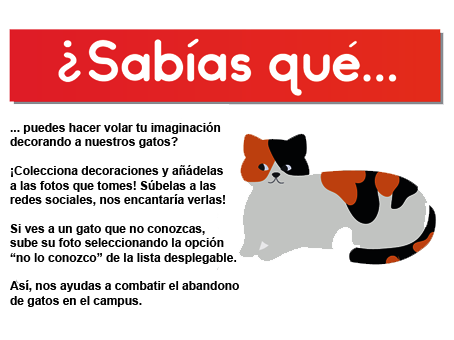 ¿Sabías qué...
... puedes hacer volar tu imaginación
decorando a nuestros gatos?
¡Colecciona decoraciones y añádelas
a las fotos que tomes! Súbelas a las
redes sociales, nos encantaría verlas!
Si ves a un gato que no conozcas,
sube su foto seleccionando la opción
“no lo conozco” de la lista desplegable.
Así, nos ayudas a combatir el abandono
de gatos en el campus.